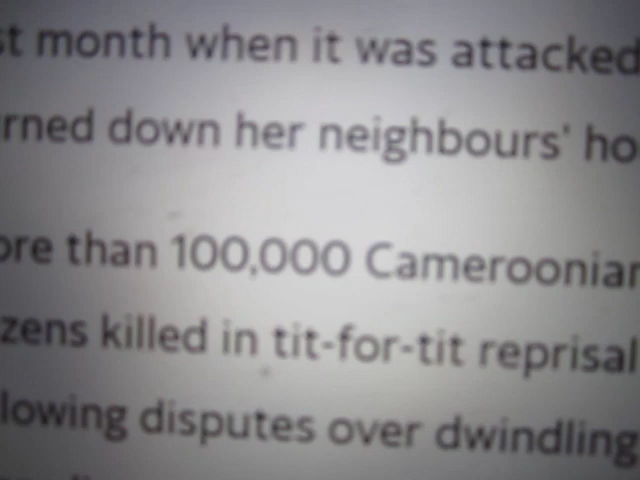 st month when it was attacked
rned down her neighbours' ho
ore than 100,000 Cameroonian
zens killed in tit-for-tit reprisal
lowing disputes over dwindling